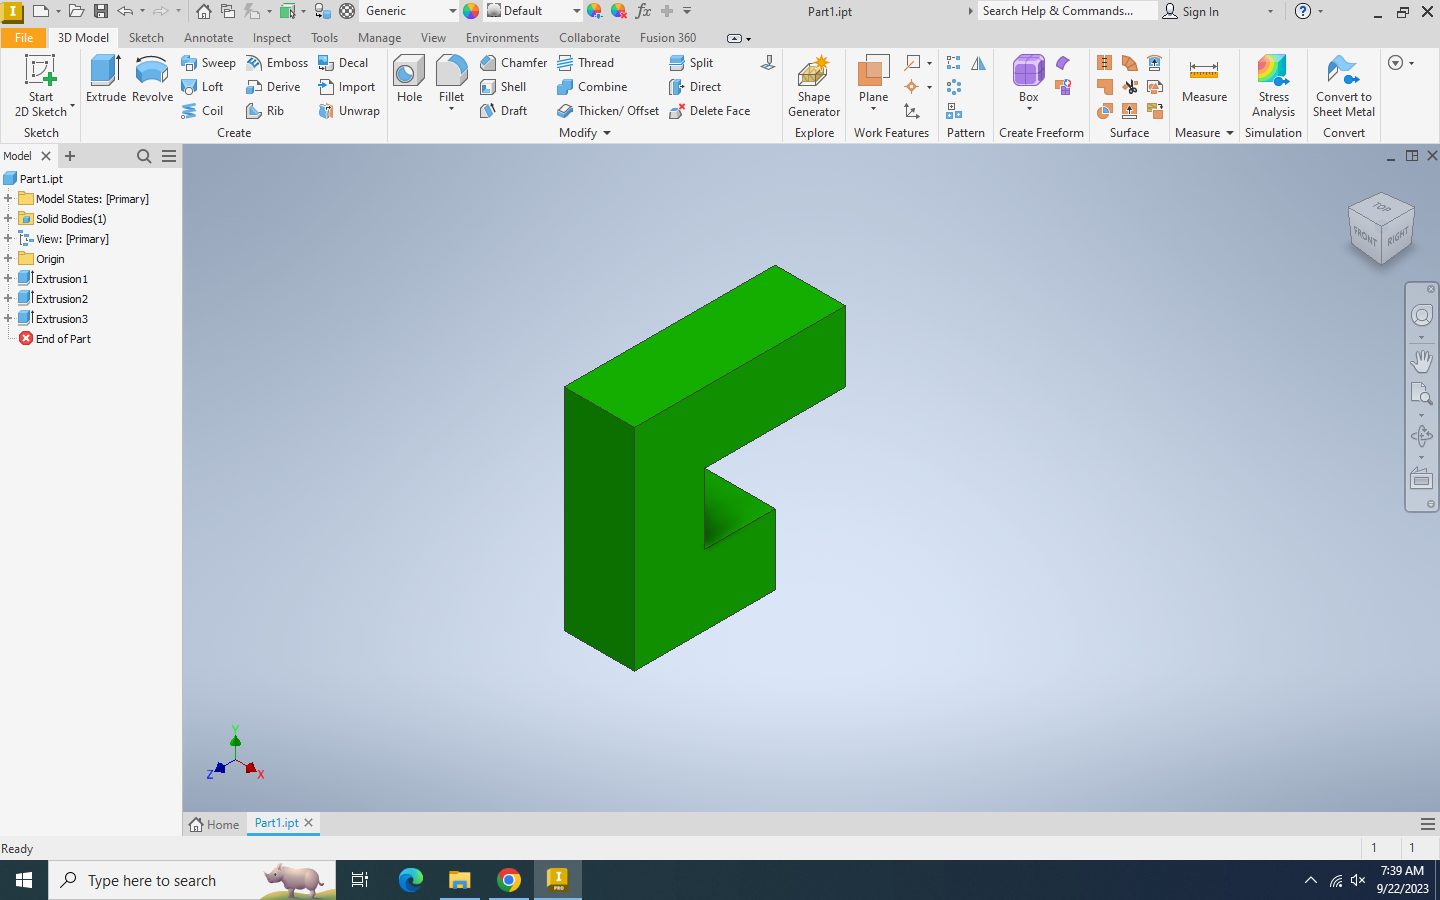 Generic
Default
Part1.ipt
Search Help & Commands...
Sign In
File
3D Model
Sketch
Annotate
Inspect
Tools
Manage
View
Environments
Collaborate
Fusion 360
Start
2D Sketch
Extrude
Revolve
Sweep
Emboss
Decal
Loft
Derive
Import
Coil
Rib
Unwrap
Hole
Fillet
Chamfer
Thread
Split
Shell
Combine
Direct
Draft
Thicken/ Offset
Delete Face
Shape
Generator
Plane
Box
Measure
Stress
Analysis
Convert to
Sheet Metal
Sketch
Create
Modify
Explore
Work Features
Pattern
Create Freeform
Surface
Measure
Simulation
Convert
Model
Part1.ipt
Model States: [Primary]
Solid Bodies(1)
View: [Primary]
Origin
Extrusion1
Extrusion2
Extrusion3
End of Part
TOP
FRONT
RIGHT
Y
Z
X
Home
Part1.ipt
Ready
1
1
Type here to search
PRO
7:39 AM
9/22/2023